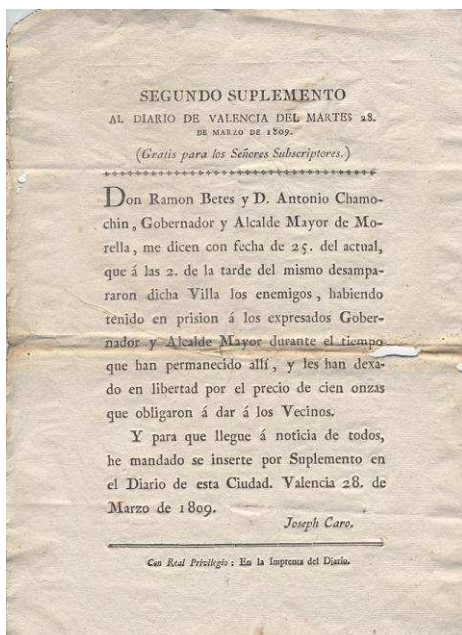 SEGUNDO SUPLEMENTO
AL DIARIO DE VALENCIA DEL MARTES 28.
DE MARZO DE 1809.
(Gratis para los Señores Subscriptores.)
Don Ramon Betes y D. Antonio Chamo-
chin, Gobernador y Alcalde Mayor de Mo-
rella, me dicen con fecha de 25. del actual,
que á las 2. de la tarde del mismo desampa-
raron dicha Villa los enemigos, habiendo
tenido en prision á los expresados Gober-
nador y Alcalde Mayor durante el tiempo
que han permanecido allí, y les han dexa-
do en libertad por el precio de cien onzas
que obligaron á dar á los Vecinos.
Y para que llegue á noticia de todos,
he mandado se inserte por Suplemento en
el Diario de esta Ciudad. Valencia 28. de
Marzo de 1809.
Joseph Caro.
Con Real Privilegio: En la Imprenta del Diario.